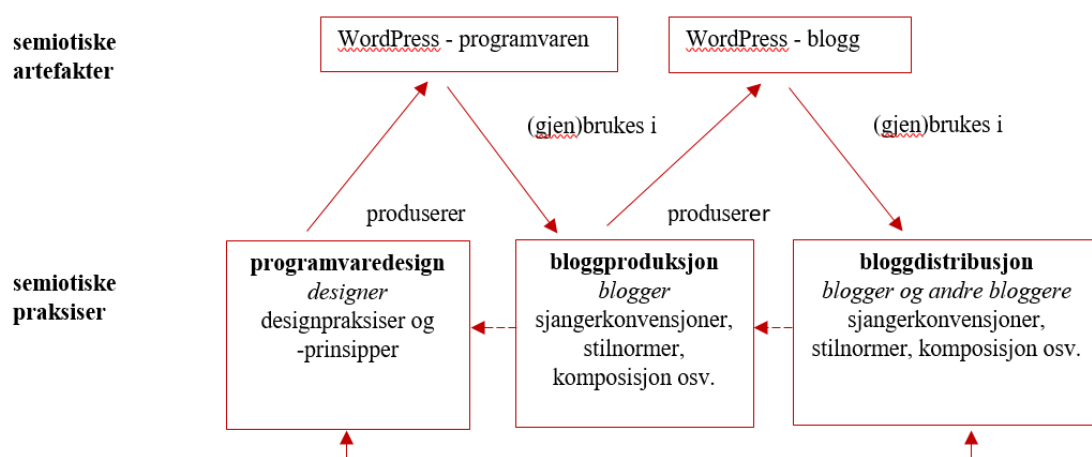 semiotiske
artefakter
WordPress - programvaren
WordPress - blogg
(gjen)brukes i
(gjen)brukes i
produserer
produserer
semiotiske
praksiser
programvaredesign
designer
designpraksiser og
-prinsipper
bloggproduksjon
blogger
sjangerkonvensjoner,
stilnormer,
komposisjon osv.
bloggdistribusjon
blogger og andre bloggere
sjangerkonvensjoner,
stilnormer, komposisjon osv.